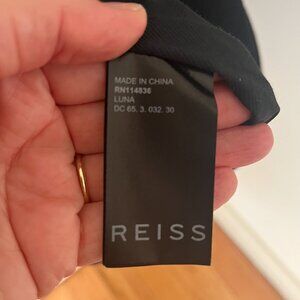 MADE IN CHINA
RN114836
LUNA
DC 65. 3. 032. 30
REISS